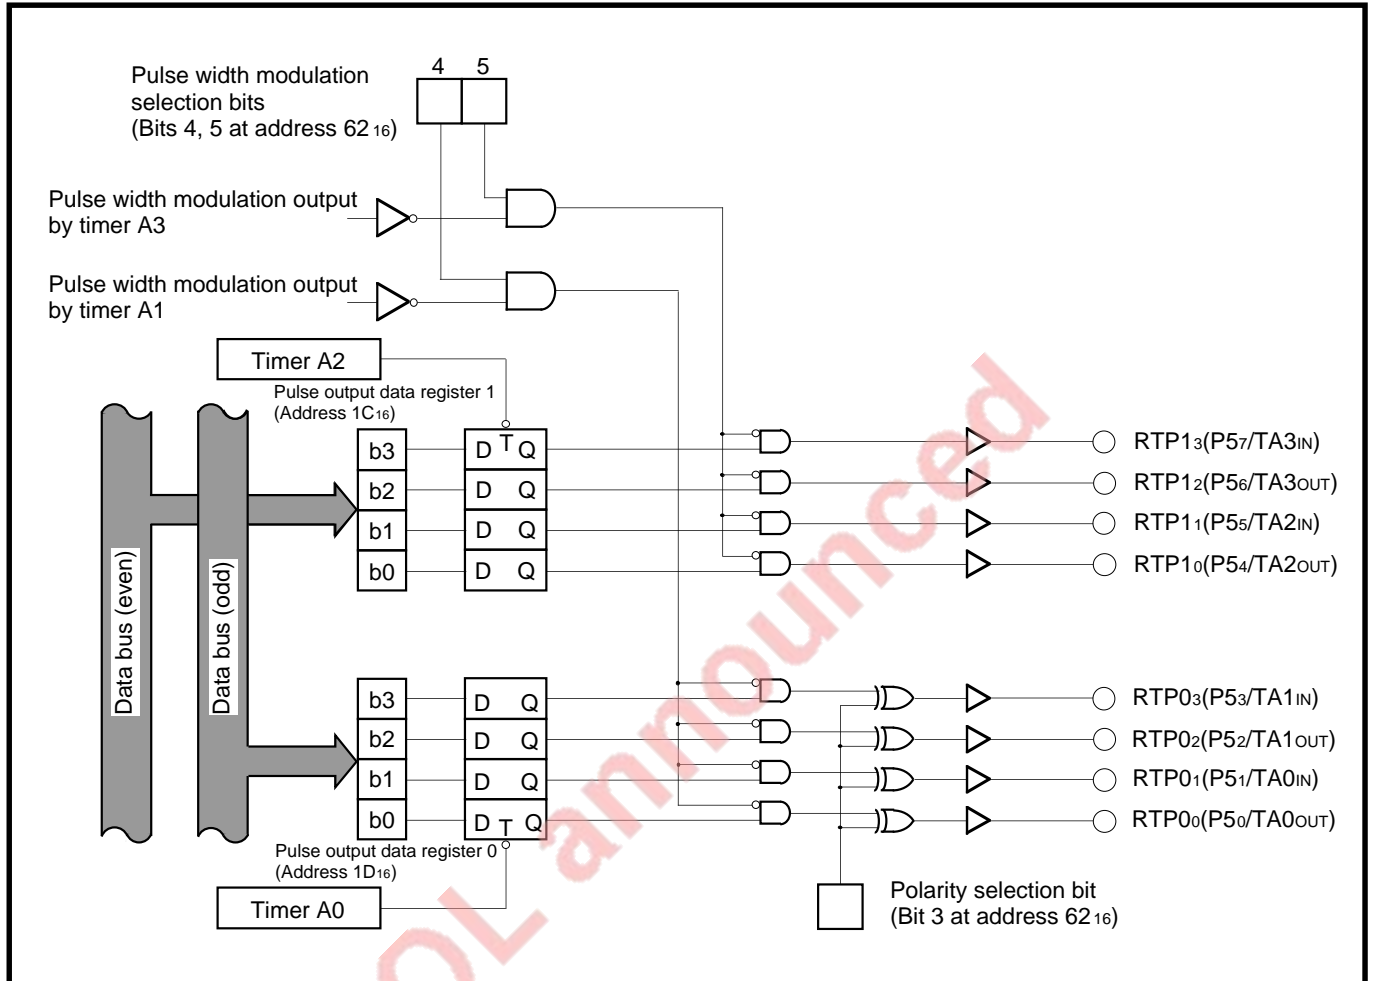 Pulse width modulation
selection bits
(Bits 4, 5 at address 62₁₆)
4 5
Pulse width modulation output
by timer A3
Pulse width modulation output
by timer A1
Timer A2
Pulse output data register 1
(Address 1C₁₆)
b3 D T Q RTP1₃(P5₇/TA3IN)
b2 D Q RTP1₂(P5₆/TA3OUT)
b1 D Q RTP1₁(P5₅/TA2IN)
b0 D Q RTP1₀(P5₄/TA2OUT)
Data bus (even)
Data bus (odd)
b3 D Q RTP0₃(P5₃/TA1IN)
b2 D Q RTP0₂(P5₂/TA1OUT)
b1 D Q RTP0₁(P5₁/TA0IN)
b0 D T Q RTP0₀(P5₀/TA0OUT)
Pulse output data register 0
(Address 1D₁₆)
Timer A0
Polarity selection bit
(Bit 3 at address 62₁₆)
OL announced